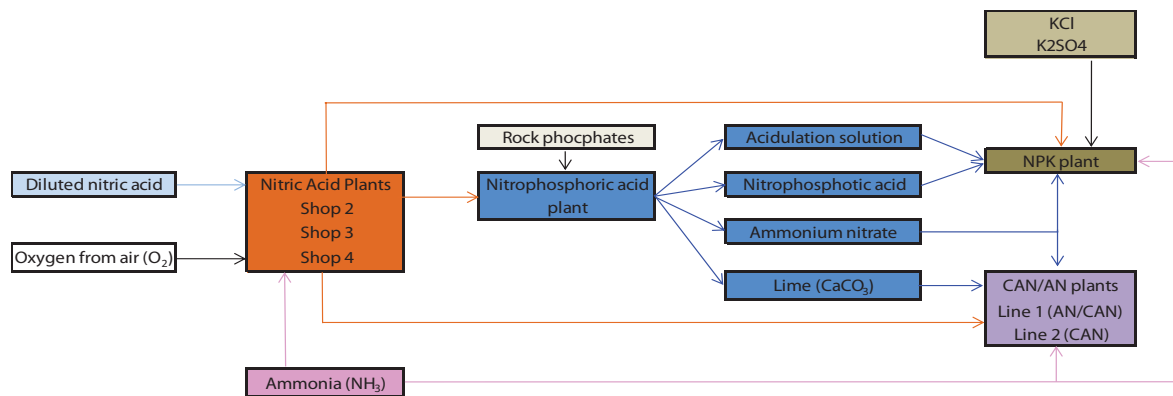 KCl
K2SO4
Rock phocphates
Acidulation solution
NPK plant
Diluted nitric acid
Nitric Acid Plants
Shop 2
Shop 3
Shop 4
Nitrophosphoric acid
plant
Nitrophosphotic acid
Ammonium nitrate
Oxygen from air (O₂)
Lime (CaCO₃)
CAN/AN plants
Line 1 (AN/CAN)
Line 2 (CAN)
Ammonia (NH₃)